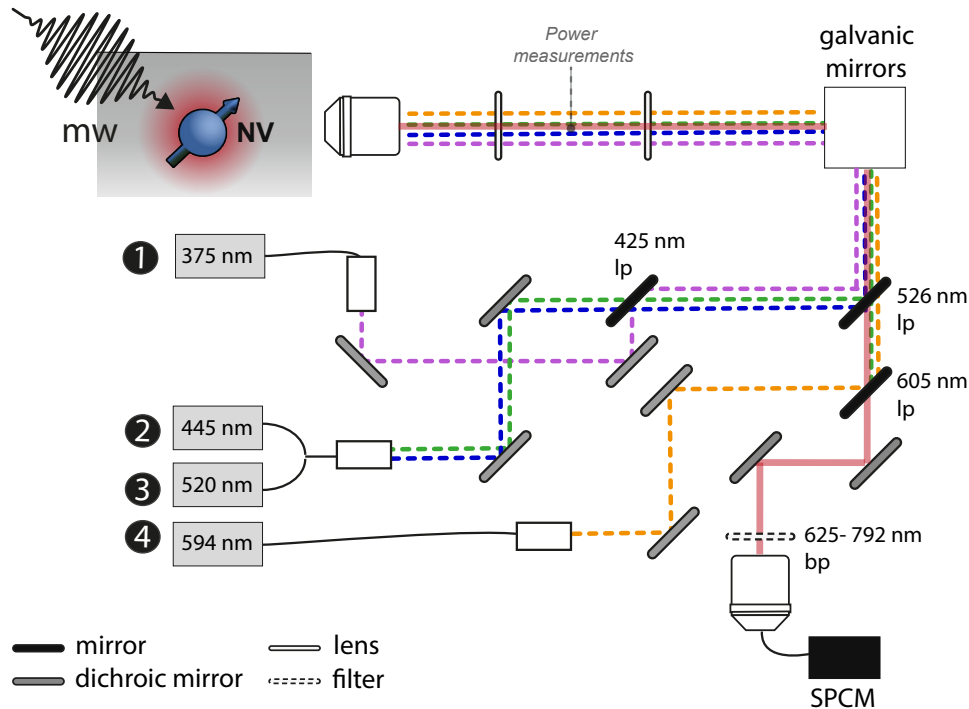 Power
measurements
galvanic
mirrors
mw
NV
1
375 nm
425 nm
lp
526 nm
lp
605 nm
lp
2
445 nm
3
520 nm
4
594 nm
625- 792 nm
bp
mirror
lens
dichroic mirror
filter
SPCM